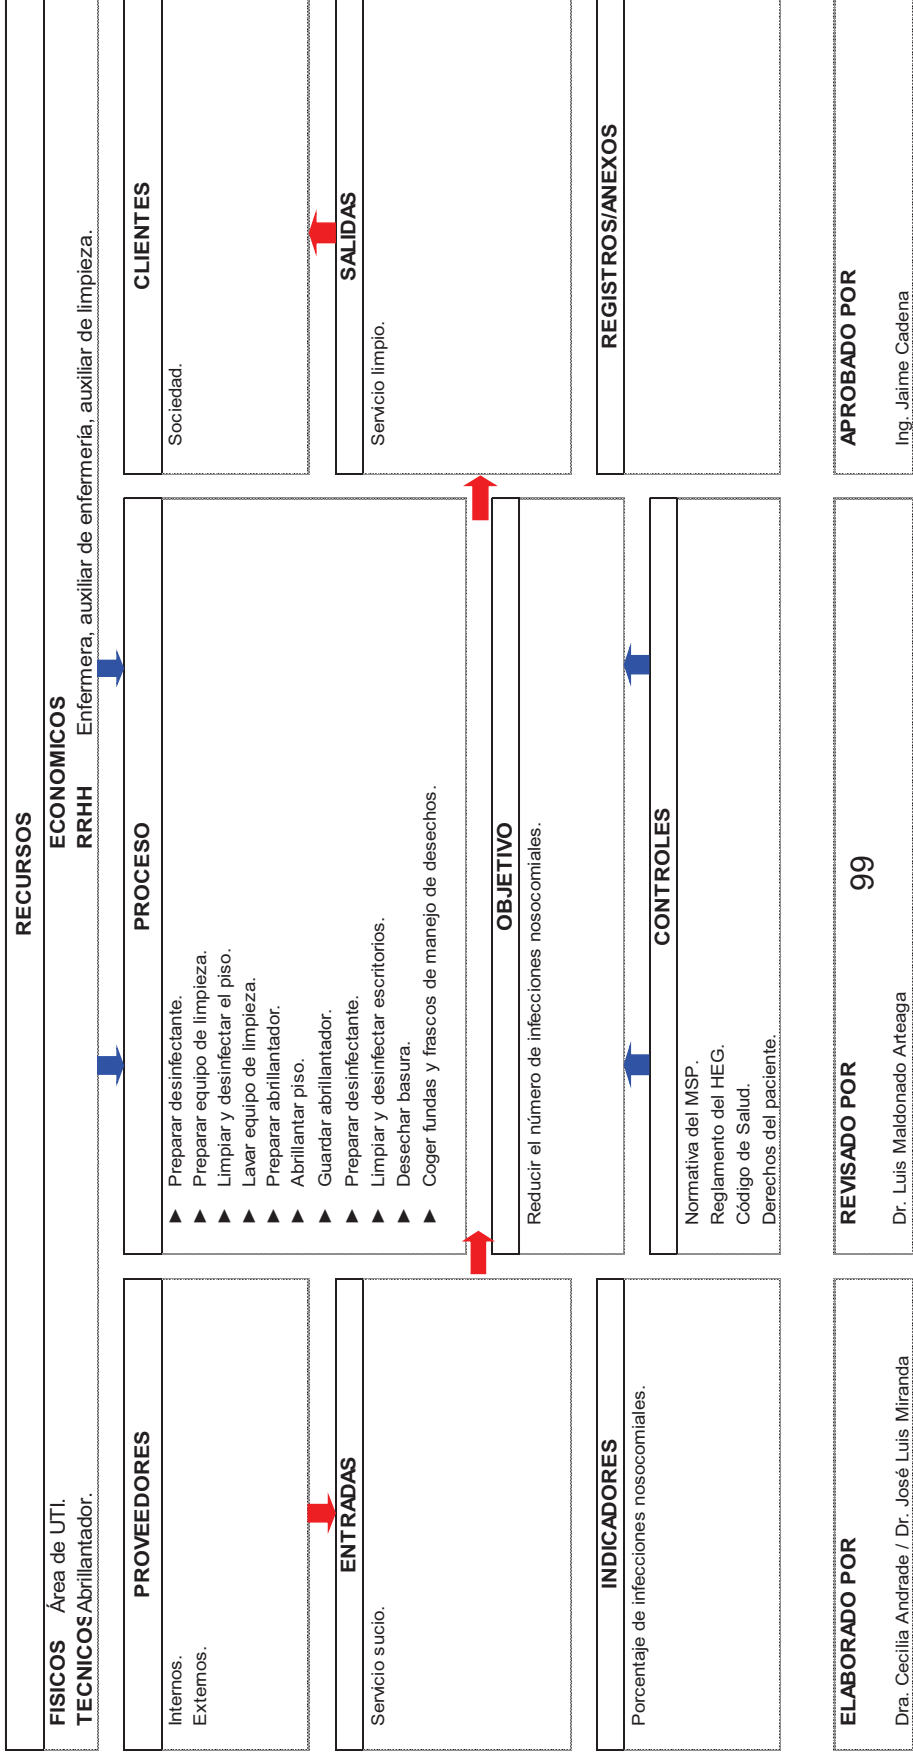 RECURSOS
FISICOS Área de UTI.
ECONOMICOS
TECNICOS Abrillantador.
RRHH Enfermera, auxiliar de enfermería, auxiliar de limpieza.
PROVEEDORES
Internos.
Externos.
ENTRADAS
Servicio sucio.
INDICADORES
Porcentaje de infecciones nosocomiales.
PROCESO
▶ Preparar desinfectante.
▶ Preparar equipo de limpieza.
▶ Limpiar y desinfectar el piso.
▶ Lavar equipo de limpieza.
▶ Preparar abrillantador.
▶ Abrillantar piso.
▶ Guardar abrillantador.
▶ Preparar desinfectante.
▶ Limpiar y desinfectar escritorios.
▶ Desechar basura.
▶ Coger fundas y frascos de manejo de desechos.
OBJETIVO
Reducir el número de infecciones nosocomiales.
CONTROLES
Normativa del MSP.
Reglamento del HEG.
Código de Salud.
Derechos del paciente.
CLIENTES
Sociedad.
SALIDAS
Servicio limpio.
REGISTROS/ANEXOS
ELABORADO POR
Dra. Cecilia Andrade / Dr. José Luis Miranda
REVISADO POR
Dr. Luis Maldonado Arteaga
APROBADO POR
Ing. Jaime Cadena
99